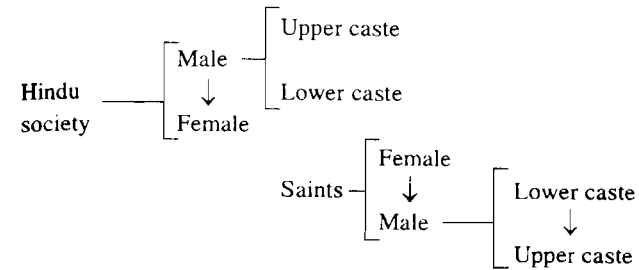 Upper caste
Male
Hindu
society
Lower caste
Female
Female
Saints
Male
Lower caste
Upper caste